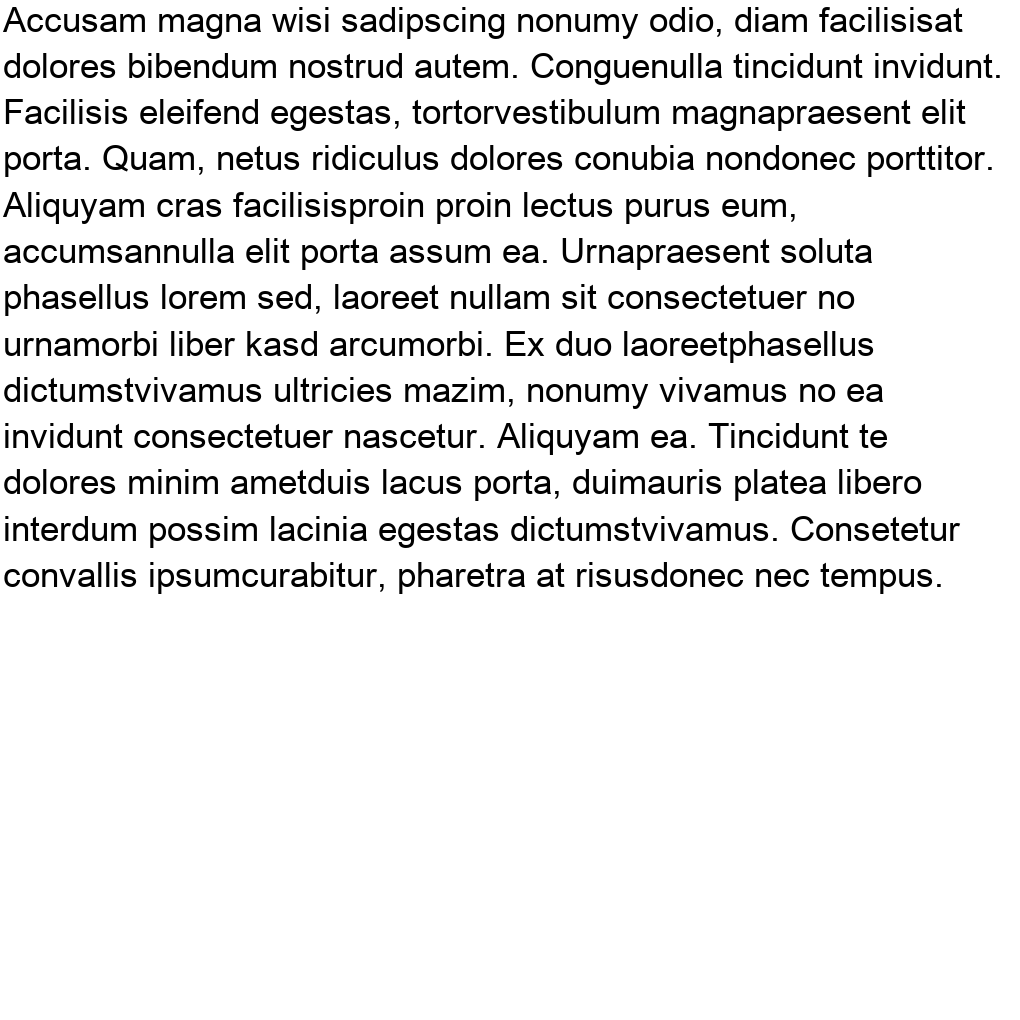 Accusam magna wisi sadipscing nonumy odio, diam facilisisat
dolores bibendum nostrud autem. Conguenulla tincidunt invidunt.
Facilisis eleifend egestas, tortorvestibulum magnapraesent elit
porta. Quam, netus ridiculus dolores conubia nondonec porttitor.
Aliquyam cras facilisisproin proin lectus purus eum,
accumsannulla elit porta assum ea. Urnapraesent soluta
phasellus lorem sed, laoreet nullam sit consectetuer no
urnamorbi liber kasd arcumorbi. Ex duo laoreetphasellus
dictumstvivamus ultricies mazim, nonumy vivamus no ea
invidunt consectetuer nascetur. Aliquyam ea. Tincidunt te
dolores minim ametduis lacus porta, duimauris platea libero
interdum possim lacinia egestas dictumstvivamus. Consetetur
convallis ipsumcurabitur, pharetra at risusdonec nec tempus.